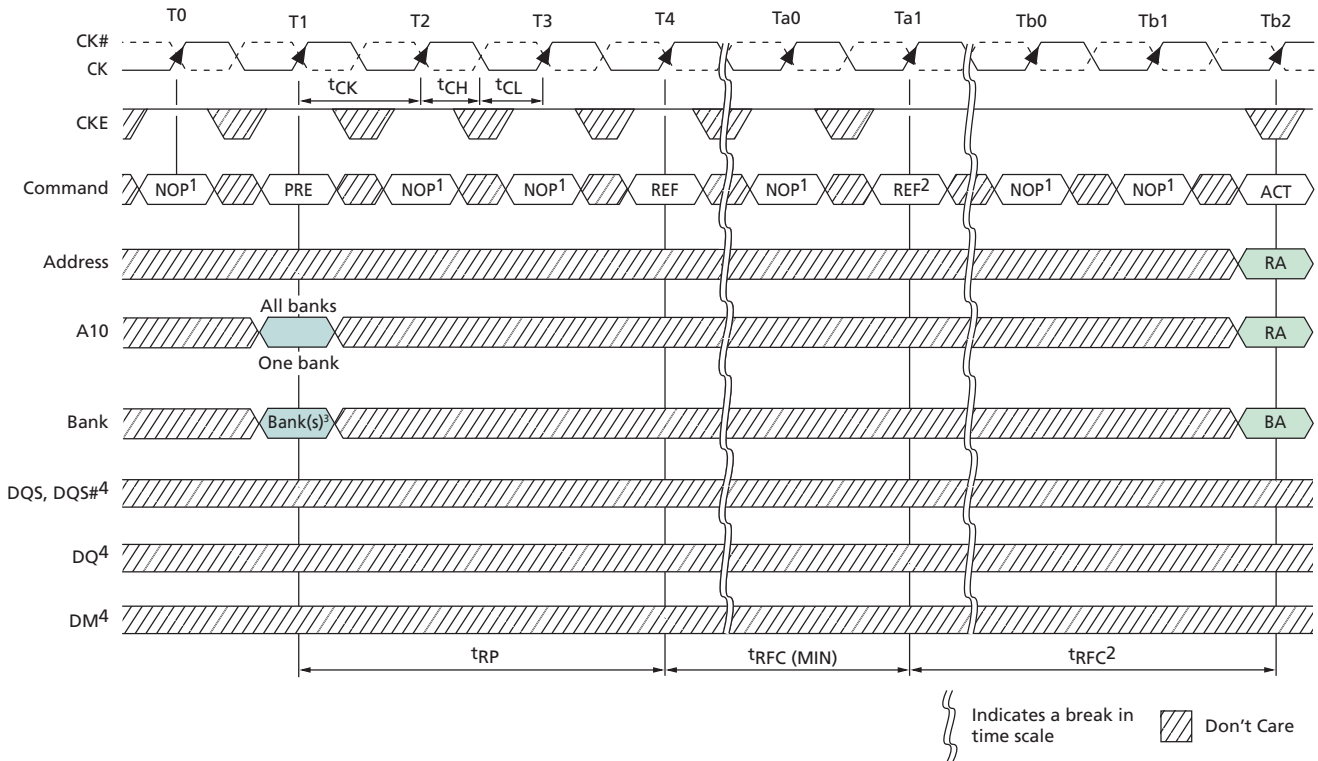 T0 T1 T2 T3 T4 Ta0 Ta1 Tb0 Tb1 Tb2
CK#
CK
tCK tCH tCL
CKE
Command NOP1 PRE NOP1 NOP1 REF NOP1 REF2 NOP1 NOP1 ACT
Address RA
All banks
A10 RA
One bank
Bank Bank(s)3 BA
DQS, DQS#4
DQ4
DM4
tRP tRFC (MIN) tRFC2
Indicates a break in
time scale
Don't Care